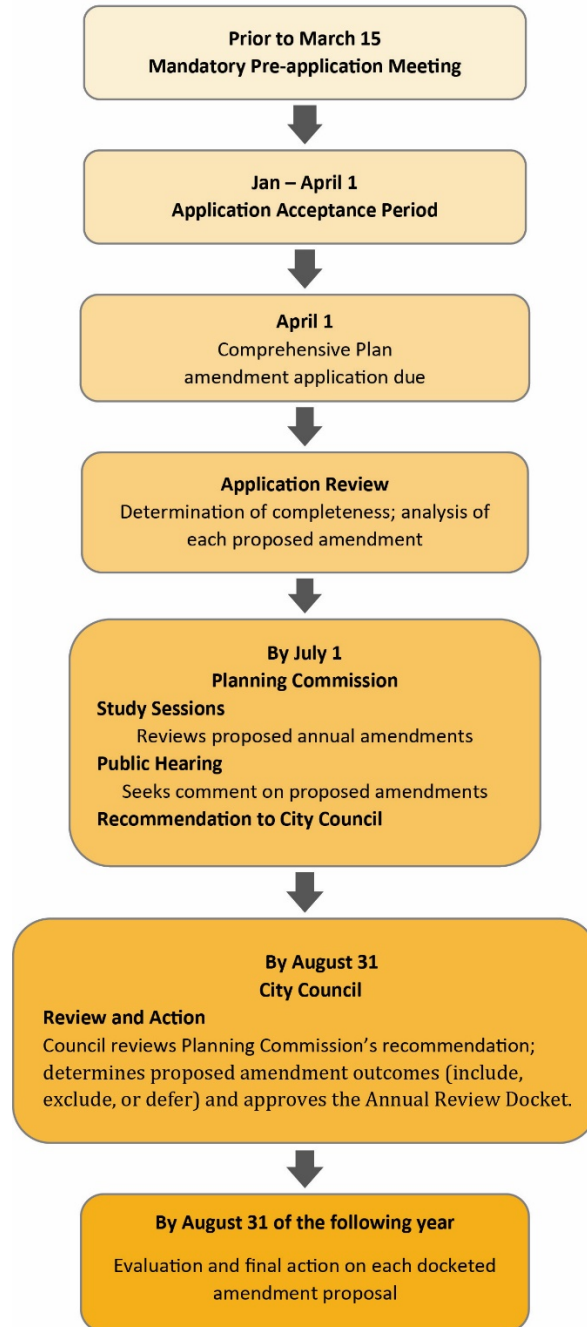 Prior to March 15
Mandatory Pre-application Meeting
Jan – April 1
Application Acceptance Period
April 1
Comprehensive Plan
amendment application due
Application Review
Determination of completeness; analysis of
each proposed amendment
By July 1
Planning Commission
Study Sessions
Reviews proposed annual amendments
Public Hearing
Seeks comment on proposed amendments
Recommendation to City Council
By August 31
City Council
Review and Action
Council reviews Planning Commission’s recommendation;
determines proposed amendment outcomes (include,
exclude, or defer) and approves the Annual Review Docket.
By August 31 of the following year
Evaluation and final action on each docketed
amendment proposal